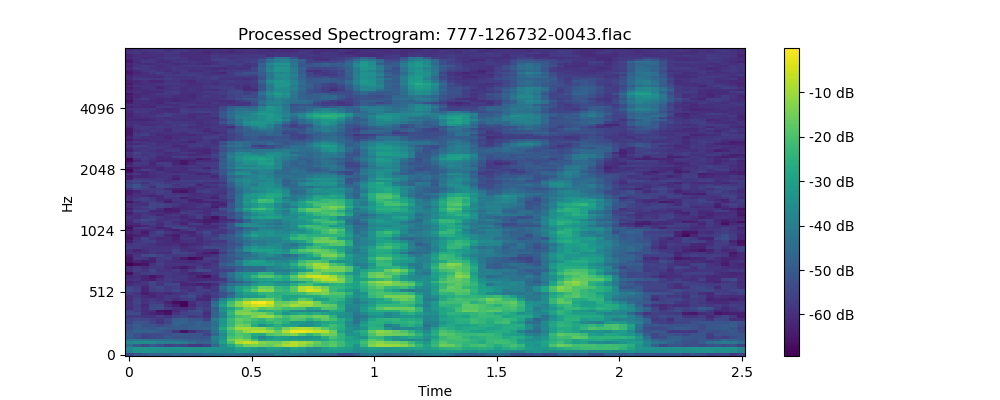 Processed Spectrogram: 777-126732-0043.flac
Hz
4096
2048
1024
512
0
0
0.5
1
1.5
2
2.5
Time
-10 dB
-20 dB
-30 dB
-40 dB
-50 dB
-60 dB